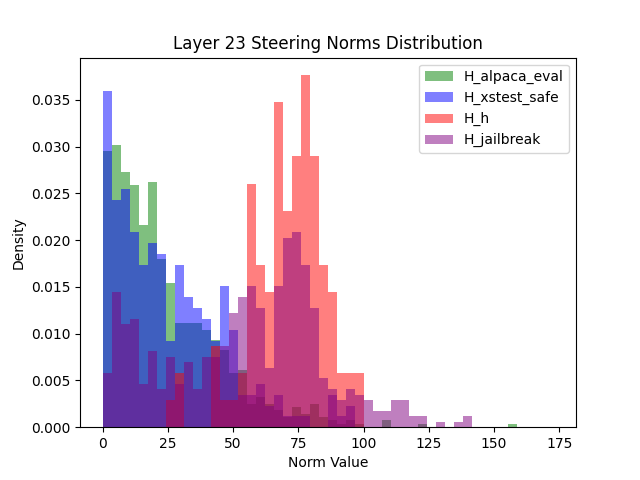 Layer 23 Steering Norms Distribution
H_alpaca_eval
H_xstest_safe
H_h
H_jailbreak
Density
0.035
0.030
0.025
0.020
0.015
0.010
0.005
0.000
0
25
50
75
100
125
150
175
Norm Value